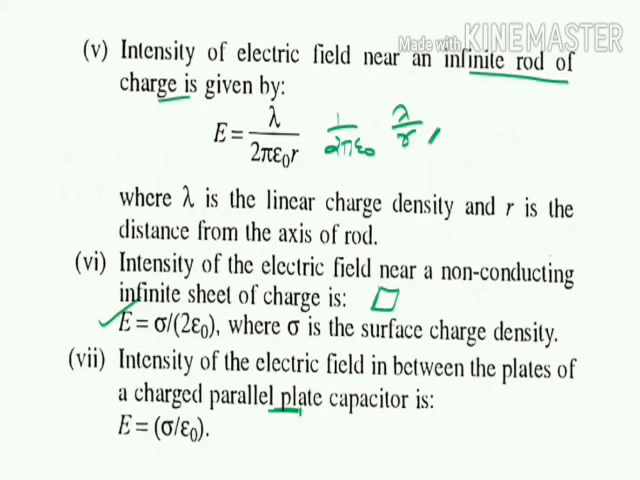 Made with KINEMASTER
(v) Intensity of electric field near an infinite rod of
charge is given by:
E = λ/(2πε₀r) 1/(2πε₀) λ/r
where λ is the linear charge density and r is the
distance from the axis of rod.
(vi) Intensity of the electric field near a non-conducting
infinite sheet of charge is:
E = σ/(2ε₀), where σ is the surface charge density.
(vii) Intensity of the electric field in between the plates of
a charged parallel plate capacitor is:
E = (σ/ε₀).